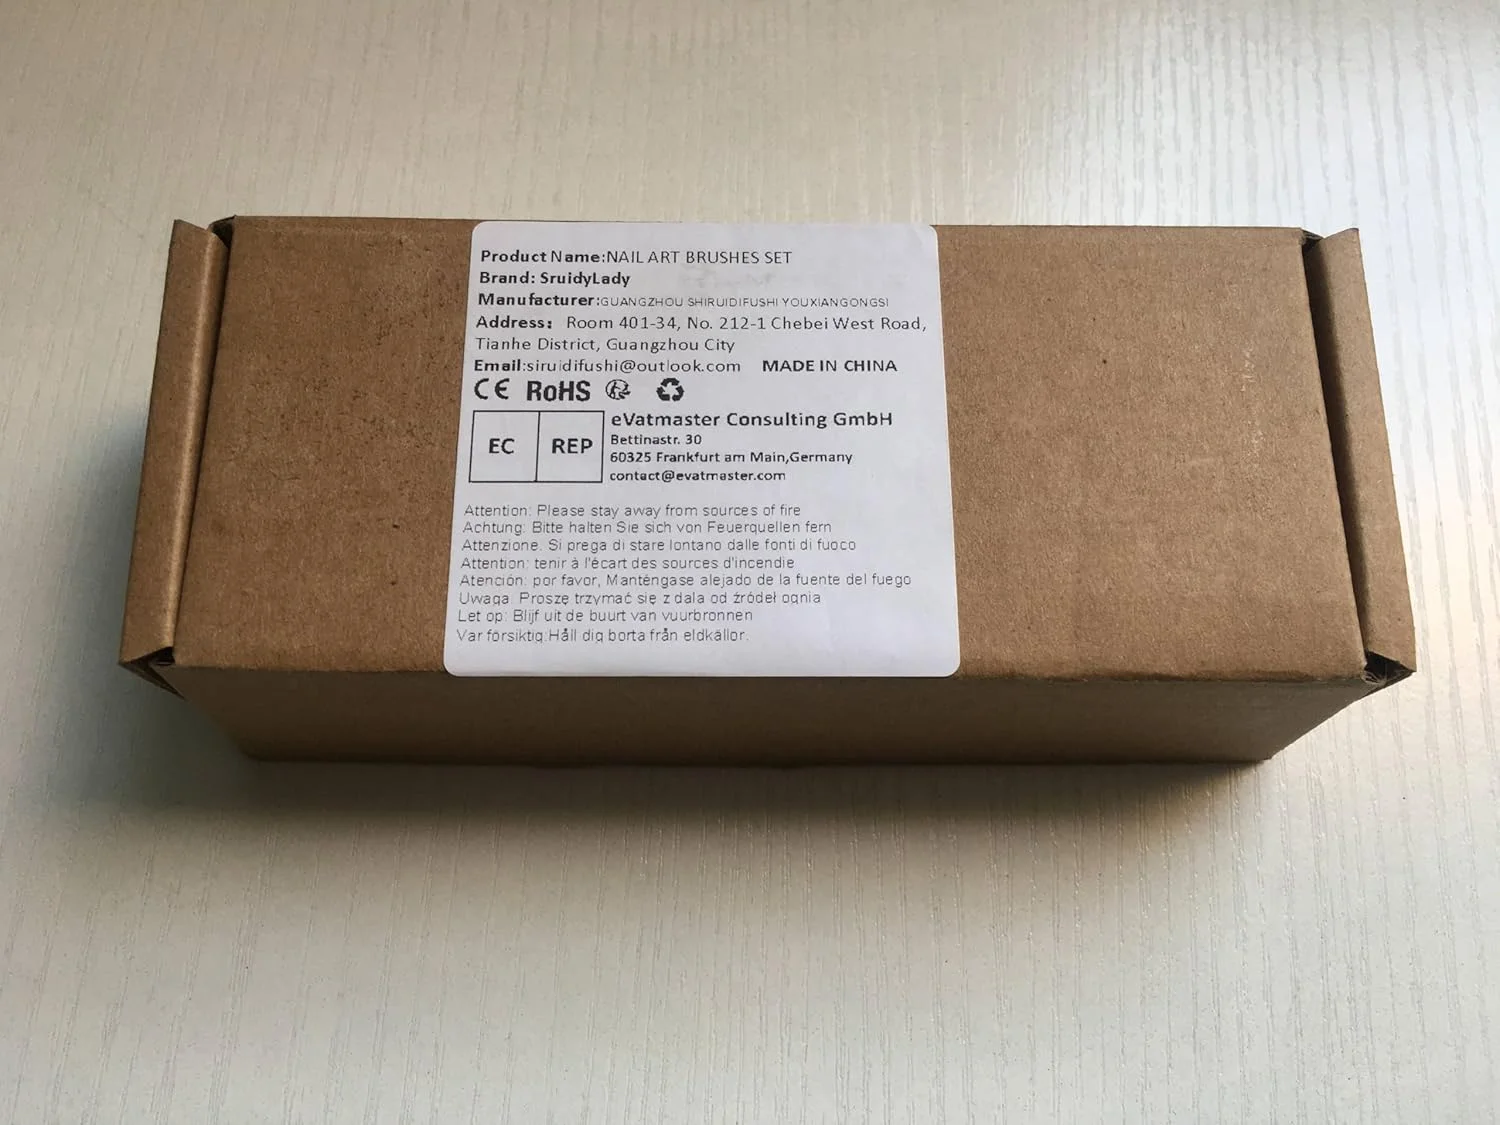 Product Name:NAIL ART BRUSHES SET
Brand: SruidyLady
Manufacturer:GUANGZHOU SHIRUIDIFUSHI YOUXIANGONGSI
Address: Room 401-34, No. 212-1 Chebei West Road,
Tianhe District, Guangzhou City
Email:siruidifushi@outlook.com MADE IN CHINA
CE RoHS
EC REP
eVatmaster Consulting GmbH
Bettinastr. 30
60325 Frankfurt am Main,Germany
contact@evatmaster.com
Attention: Please stay away from sources of fire
Achtung: Bitte halten Sie sich von Feuerquellen fern
Attenzione. Si prega di stare lontano dalle fonti di fuoco
Attention: tenir à l'écart des sources d'incendie
Atención: por favor, Manténgase alejado de la fuente del fuego
Uwaga: Proszę trzymać się z dala od źródeł ognia
Let op: Blijf uit de buurt van vuurbronnen
Var försiktig:Håll dig borta från eldkällor.